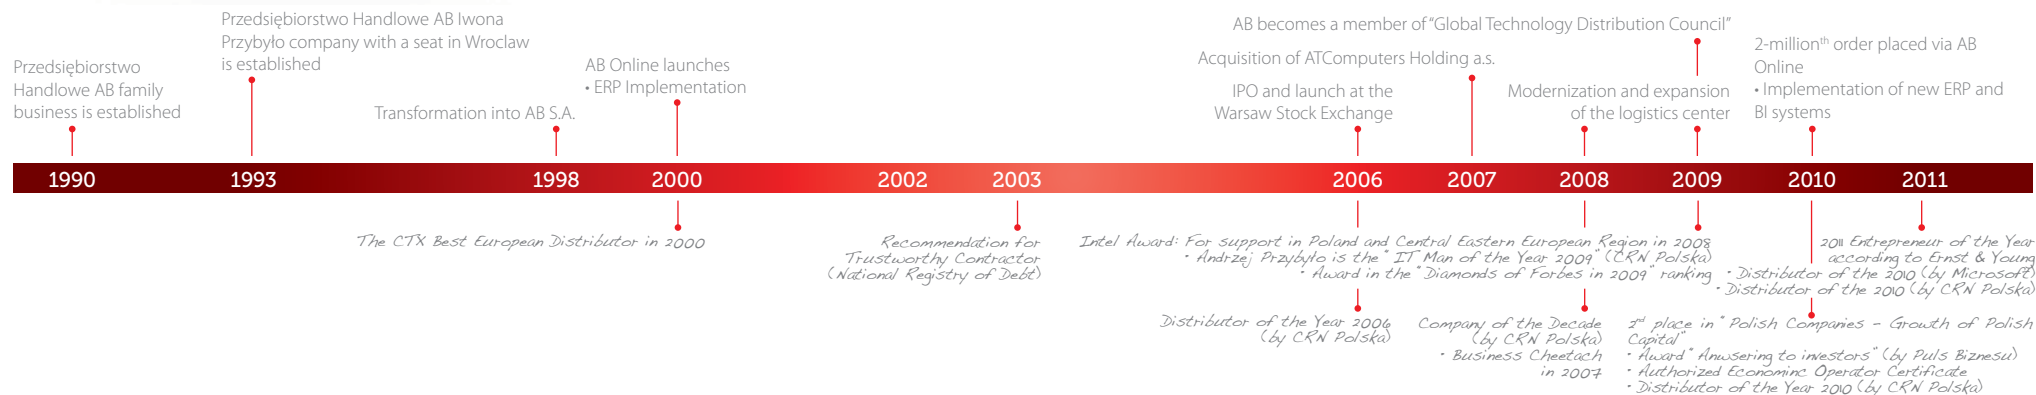 Przedsiębiorstwo
Handlowe AB family
business is established
Przedsiębiorstwo Handlowe AB Iwona
Przybyło company with a seat in Wroclaw
is established
Transformation into AB S.A.
AB Online launches
• ERP Implementation
IPO and launch at the
Warsaw Stock Exchange
Acquisition of ATComputers Holding a.s.
AB becomes a member of “Global Technology Distribution Council”
Modernization and expansion
of the logistics center
2-millionth order placed via AB
Online
• Implementation of new ERP and
BI systems
1990 1993 1998 2000 2002 2003 2006 2007 2008 2009 2010 2011
The CTX Best European Distributor in 2000
Recommendation for
Trustworthy Contractor
(National Registry of Debt)
Intel Award: For support in Poland and Central Eastern European Region in 2008
• Andrzej Przybyło is the "IT Man of the Year 2009" (CRN Polska)
• Award in the "Diamonds of Forbes in 2009" ranking
2011 Entrepreneur of the Year
according to Ernst & Young
• Distributor of the 2010 (by Microsoft)
• Distributor of the 2010 (by CRN Polska)
Distributor of the Year 2006
(by CRN Polska)
Company of the Decade
(by CRN Polska)
• Business Cheetach
in 2007
2nd place in "Polish Companies - Growth of Polish
Capital"
• Award "Anwsering to investors" (by Puls Biznesu)
• Authorized Econominc Operator Certificate
• Distributor of the Year 2010 (by CRN Polska)